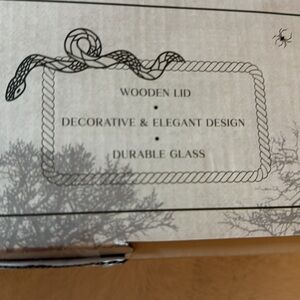 WOODEN LID
•
DECORATIVE & ELEGANT DESIGN
•
DURABLE GLASS